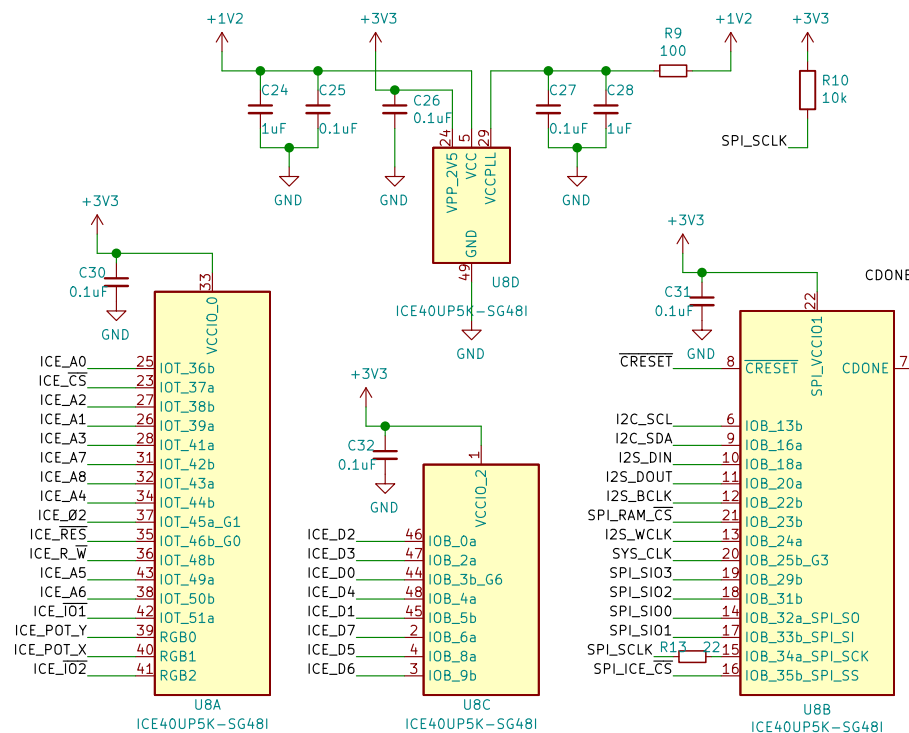 +1V2
+3V3
+1V2
+3V3
R9
100
C24
1uF
C25
0.1uF
C26
0.1uF
C27
0.1uF
C28
1uF
R10
10k
SPI_SCLK
GND
GND
GND
24
5
29
VPP_2V5
VCC
VCCPLL
GND
49
U8D
ICE40UP5K-SG48I
GND
+3V3
C30
0.1uF
GND
33
VCCIO_0
ICE_A0 25 IOT_36b
ICE_CS 23 IOT_37a
ICE_A2 27 IOT_38b
ICE_A1 26 IOT_39a
ICE_A3 28 IOT_41a
ICE_A7 31 IOT_42b
ICE_A8 32 IOT_43a
ICE_A4 34 IOT_44b
ICE_Ø2 37 IOT_45a_G1
ICE_RES 35 IOT_46b_G0
ICE_R_W 36 IOT_48b
ICE_A5 43 IOT_49a
ICE_A6 38 IOT_50b
ICE_IO1 42 IOT_51a
ICE_POT_Y 39 RGB0
ICE_POT_X 40 RGB1
ICE_IO2 41 RGB2
U8A
ICE40UP5K-SG48I
+3V3
C32
0.1uF
GND
1
VCCIO_2
ICE_D2 46 IOB_0a
ICE_D3 47 IOB_2a
ICE_D0 44 IOB_3b_G6
ICE_D4 48 IOB_4a
ICE_D1 45 IOB_5b
ICE_D7 2 IOB_6a
ICE_D5 4 IOB_8a
ICE_D6 3 IOB_9b
U8C
ICE40UP5K-SG48I
+3V3
C31
0.1uF
GND
22
SPI_VCCIO1
CDONE
CRESET 8 CRESET
CDONE 7
I2C_SCL 6 IOB_13b
I2C_SDA 9 IOB_16a
I2S_DIN 10 IOB_18a
I2S_DOUT 11 IOB_20a
I2S_BCLK 12 IOB_22b
SPI_RAM_CS 21 IOB_23b
I2S_WCLK 13 IOB_24a
SYS_CLK 20 IOB_25b_G3
SPI_SIO3 19 IOB_29b
SPI_SIO2 18 IOB_31b
SPI_SIO0 14 IOB_32a_SPI_SO
SPI_SIO1 17 IOB_33b_SPI_SI
SPI_SCLK R13 22 15 IOB_34a_SPI_SCK
SPI_ICE_CS 16 IOB_35b_SPI_SS
U8B
ICE40UP5K-SG48I